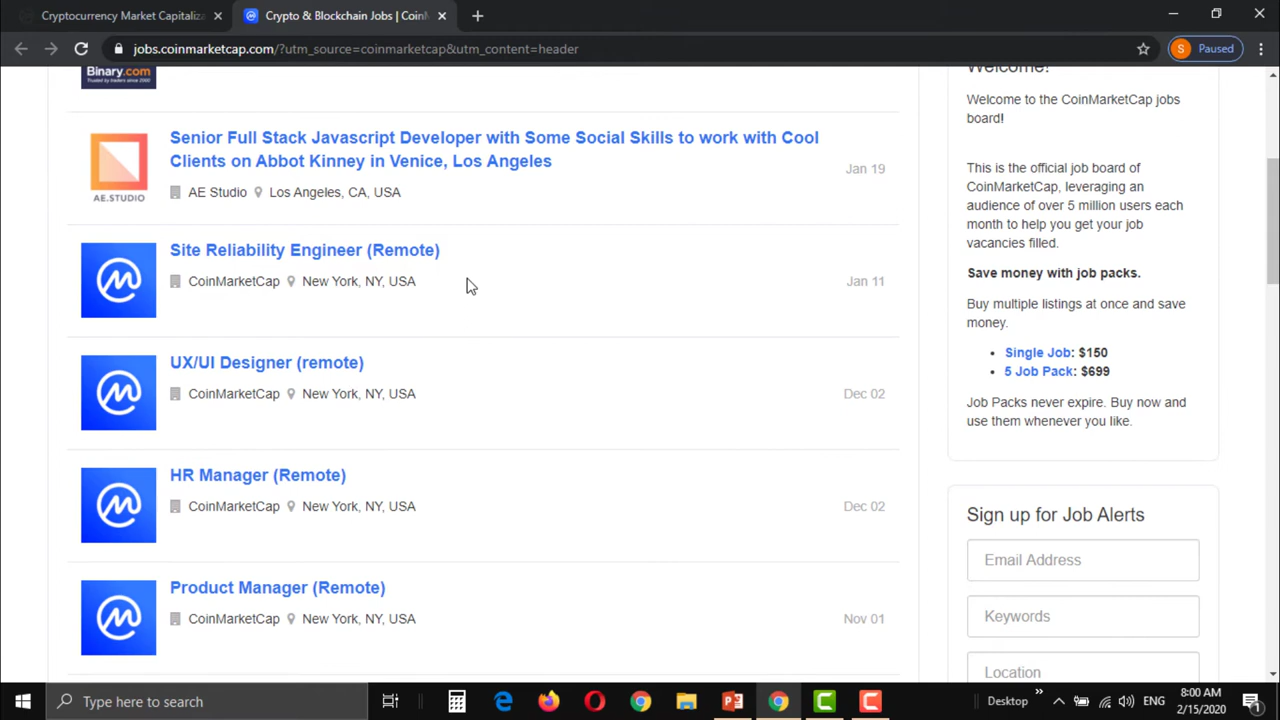 Cryptocurrency Market Capitaliza
Crypto & Blockchain Jobs | CoinM
jobs.coinmarketcap.com/?utm_source=coinmarketcap&utm_content=header
S
Paused
Binary.com
Trusted by traders since 2000
Senior Full Stack Javascript Developer with Some Social Skills to work with Cool
Clients on Abbot Kinney in Venice, Los Angeles
AE.STUDIO
AE Studio Los Angeles, CA, USA
Jan 19
Site Reliability Engineer (Remote)
CoinMarketCap New York, NY, USA
Jan 11
UX/UI Designer (remote)
CoinMarketCap New York, NY, USA
Dec 02
HR Manager (Remote)
CoinMarketCap New York, NY, USA
Dec 02
Product Manager (Remote)
CoinMarketCap New York, NY, USA
Nov 01
Welcome!
Welcome to the CoinMarketCap jobs
board!
This is the official job board of
CoinMarketCap, leveraging an
audience of over 5 million users each
month to help you get your job
vacancies filled.
Save money with job packs.
Buy multiple listings at once and save
money.
• Single Job: $150
• 5 Job Pack: $699
Job Packs never expire. Buy now and
use them whenever you like.
Sign up for Job Alerts
Email Address
Keywords
Location
Type here to search
Desktop
ENG
8:00 AM
2/15/2020
1